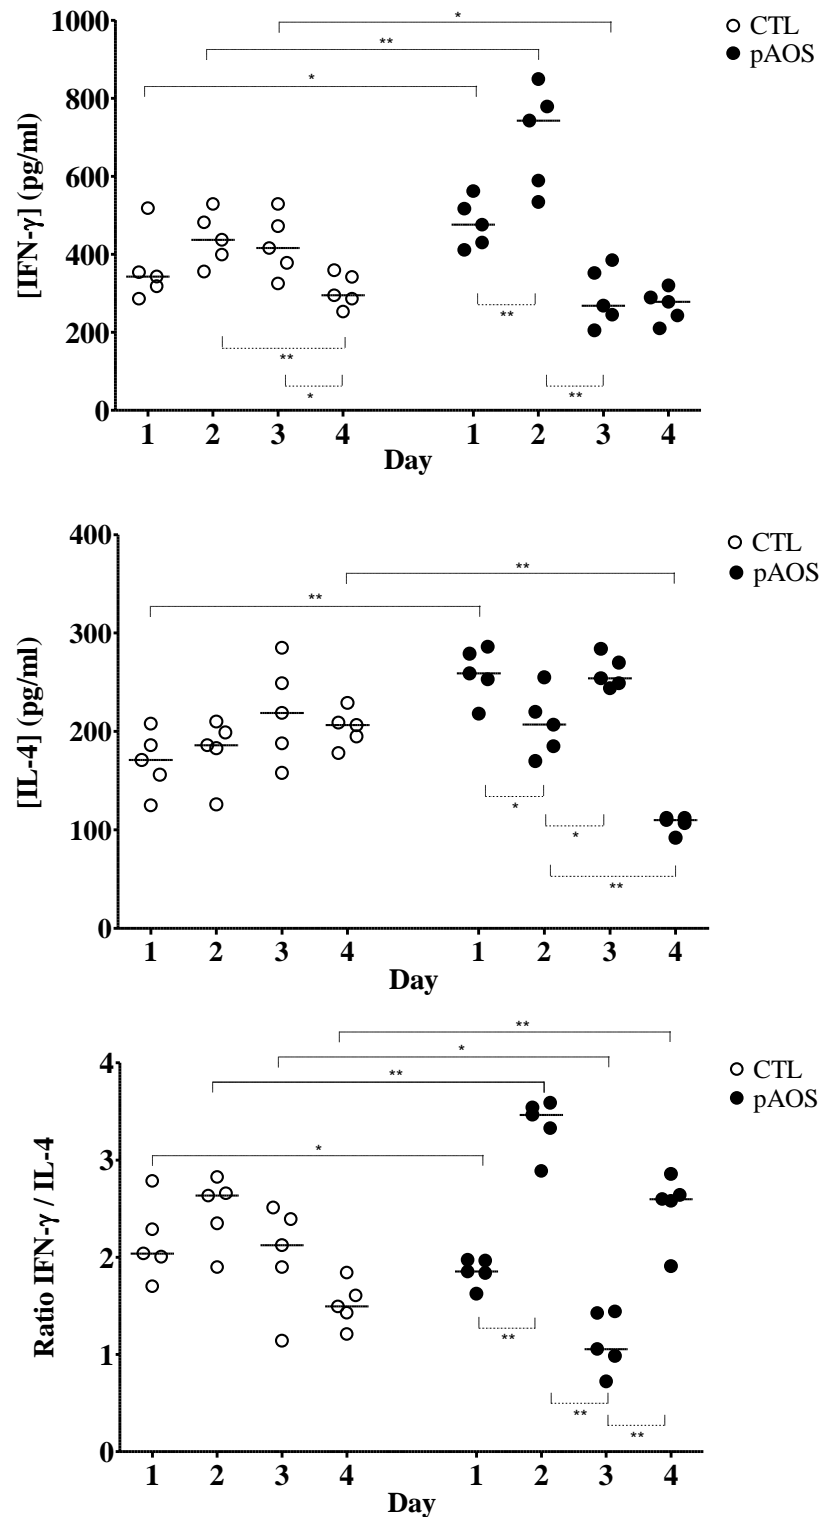 1000
800
600
400
200
0
[IFN-γ] (pg/ml)
* 
**
*
**
*
**
**
CTL
pAOS
1 2 3 4 1 2 3 4
Day
400
300
200
100
0
[IL-4] (pg/ml)
**
**
*
*
**
CTL
pAOS
1 2 3 4 1 2 3 4
Day
4
3
2
1
0
Ratio IFN-γ / IL-4
**
*
**
*
**
**
**
CTL
pAOS
1 2 3 4 1 2 3 4
Day